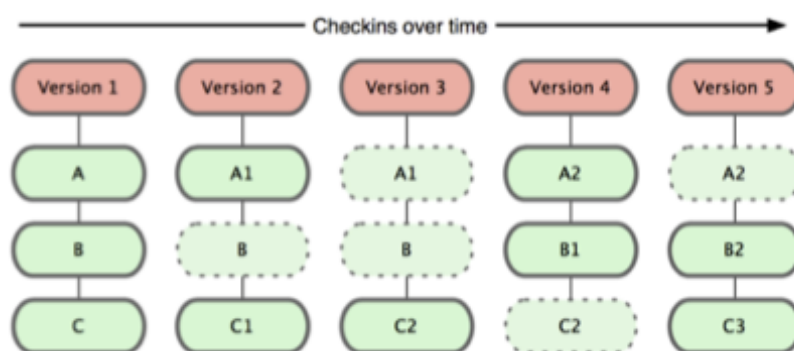 Checkins over time
Version 1 Version 2 Version 3 Version 4 Version 5
A A1 A1 A2 A2
B B B B1 B2
C C1 C2 C2 C3